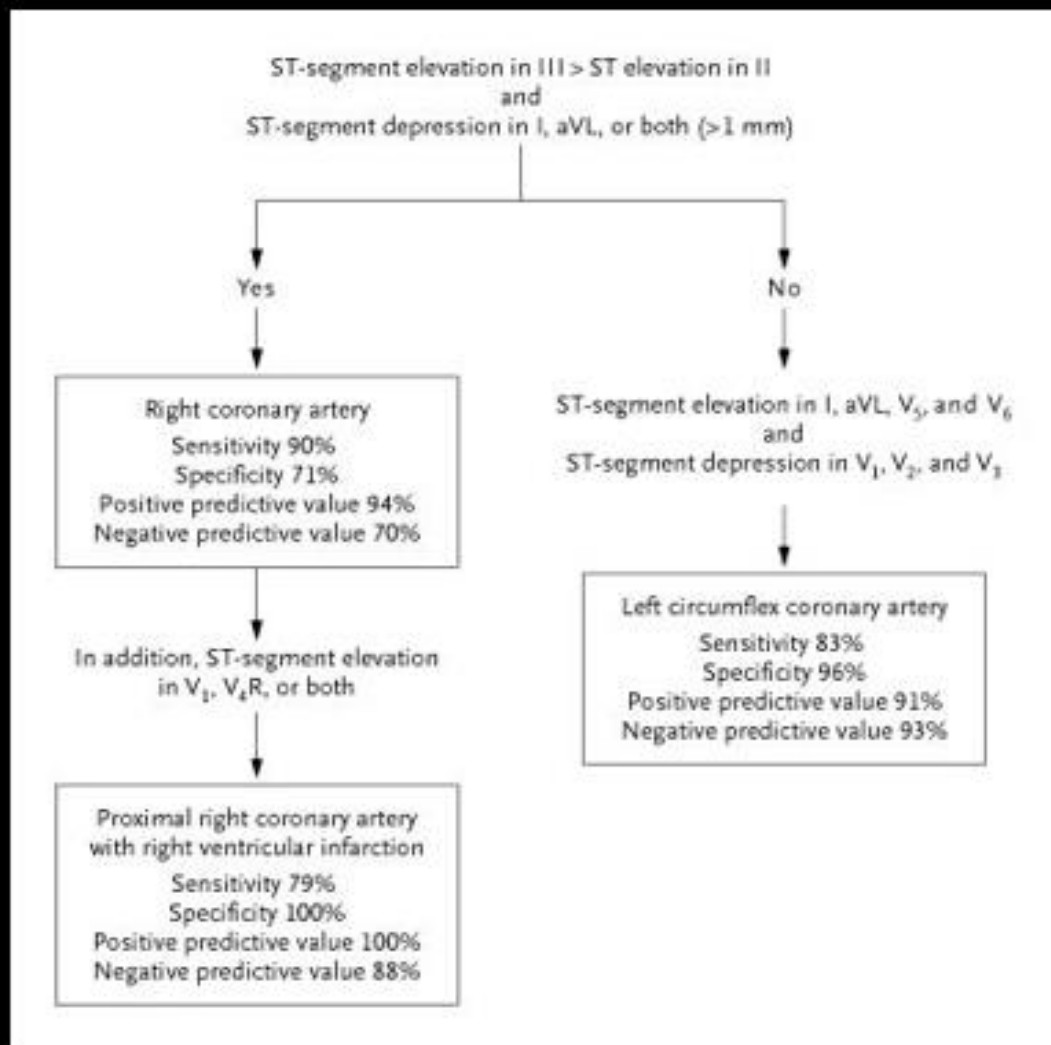 ST-segment elevation in III > ST elevation in II
and
ST-segment depression in I, aVL, or both (>1 mm)
Yes
No
Right coronary artery
Sensitivity 90%
Specificity 71%
Positive predictive value 94%
Negative predictive value 70%
ST-segment elevation in I, aVL, V₅, and V₆
and
ST-segment depression in V₁, V₂, and V₃
In addition, ST-segment elevation
in V₁, V₄R, or both
Left circumflex coronary artery
Sensitivity 83%
Specificity 96%
Positive predictive value 91%
Negative predictive value 93%
Proximal right coronary artery
with right ventricular infarction
Sensitivity 79%
Specificity 100%
Positive predictive value 100%
Negative predictive value 88%